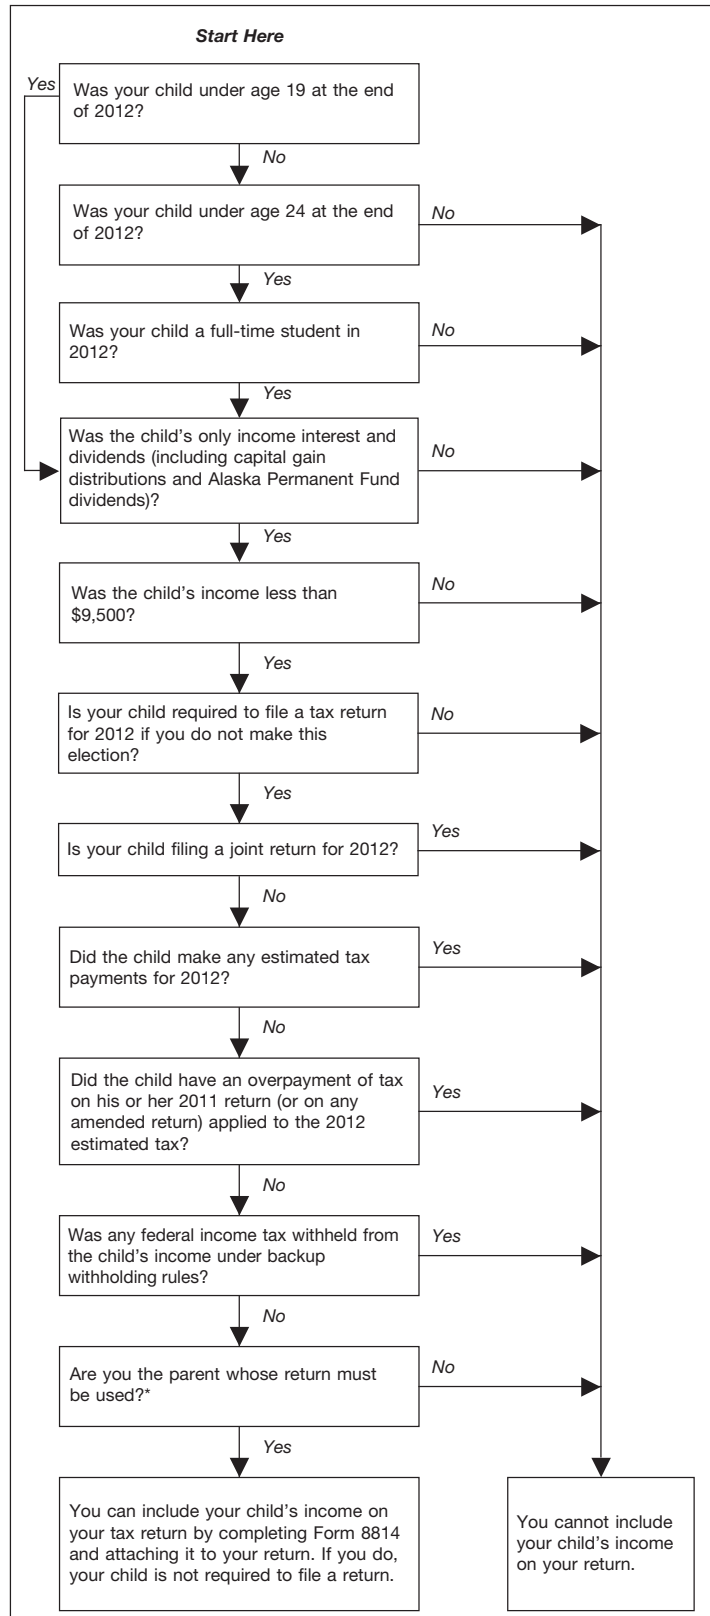 Start Here
Yes
Was your child under age 19 at the end
of 2012?
No
Was your child under age 24 at the end
of 2012?
No
Yes
Was your child a full-time student in
2012?
No
Yes
Was the child's only income interest and
dividends (including capital gain
distributions and Alaska Permanent Fund
dividends)?
No
Yes
Was the child's income less than
$9,500?
No
Yes
Is your child required to file a tax return
for 2012 if you do not make this
election?
No
Yes
Is your child filing a joint return for 2012?
Yes
No
Did the child make any estimated tax
payments for 2012?
Yes
No
Did the child have an overpayment of tax
on his or her 2011 return (or on any
amended return) applied to the 2012
estimated tax?
Yes
No
Was any federal income tax withheld from
the child's income under backup
withholding rules?
Yes
No
Are you the parent whose return must
be used?*
No
Yes
You can include your child's income on
your tax return by completing Form 8814
and attaching it to your return. If you do,
your child is not required to file a return.
You cannot include
your child's income
on your return.